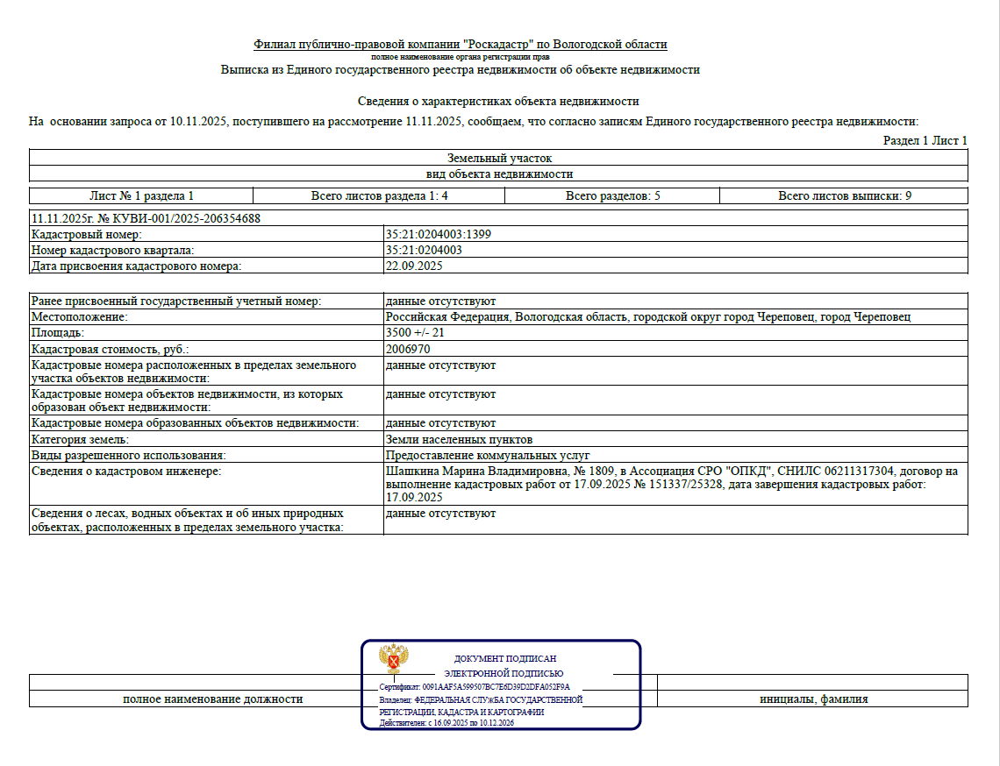 Филиал публично-правовой компании "Роскадастр" по Вологодской области
полное наименование органа регистрации прав
Выписка из Единого государственного реестра недвижимости об объекте недвижимости
Сведения о характеристиках объекта недвижимости
На основании запроса от 10.11.2025, поступившего на рассмотрение 11.11.2025, сообщаем, что согласно записям Единого государственного реестра недвижимости:
Раздел 1 Лист 1
Земельный участок
вид объекта недвижимости
Лист № 1 раздела 1 Всего листов раздела 1: 4 Всего разделов: 5 Всего листов выписки: 9
11.11.2025г. № КУВИ-001/2025-206354688
Кадастровый номер: 35:21:0204003:1399
Номер кадастрового квартала: 35:21:0204003
Дата присвоения кадастрового номера: 22.09.2025
Ранее присвоенный государственный учетный номер: данные отсутствуют
Местоположение: Российская Федерация, Вологодская область, городской округ город Череповец, город Череповец
Площадь: 3500 +/- 21
Кадастровая стоимость, руб.: 2006970
Кадастровые номера расположенных в пределах земельного данные отсутствуют
участка объектов недвижимости:
Кадастровые номера объектов недвижимости, из которых данные отсутствуют
образован объект недвижимости:
Кадастровые номера образованных объектов недвижимости: данные отсутствуют
Категория земель: Земли населенных пунктов
Виды разрешенного использования: Предоставление коммунальных услуг
Сведения о кадастровом инженере: Шашкина Марина Владимировна, № 1809, в Ассоциация СРО "ОПКД", СНИЛС 06211317304, договор на
выполнение кадастровых работ от 17.09.2025 № 151337/25328, дата завершения кадастровых работ:
17.09.2025
Сведения о лесах, водных объектах и об иных природных данные отсутствуют
объектах, расположенных в пределах земельного участка:
ДОКУМЕНТ ПОДПИСАН
ЭЛЕКТРОННОЙ ПОДПИСЬЮ
Сертификат: 0091AAF5A599507BC7E6D39D2DFA052F9A
Владелец: ФЕДЕРАЛЬНАЯ СЛУЖБА ГОСУДАРСТВЕННОЙ
РЕГИСТРАЦИИ, КАДАСТРА И КАРТОГРАФИИ
Действителен: с 16.09.2025 по 10.12.2026
полное наименование должности инициалы, фамилия